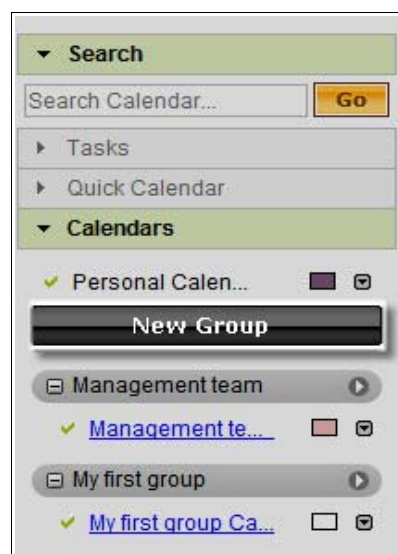 Search
Search Calendar...
Go
Tasks
Quick Calendar
Calendars
Personal Calen...
New Group
Management team
Management te...
My first group
My first group Ca...